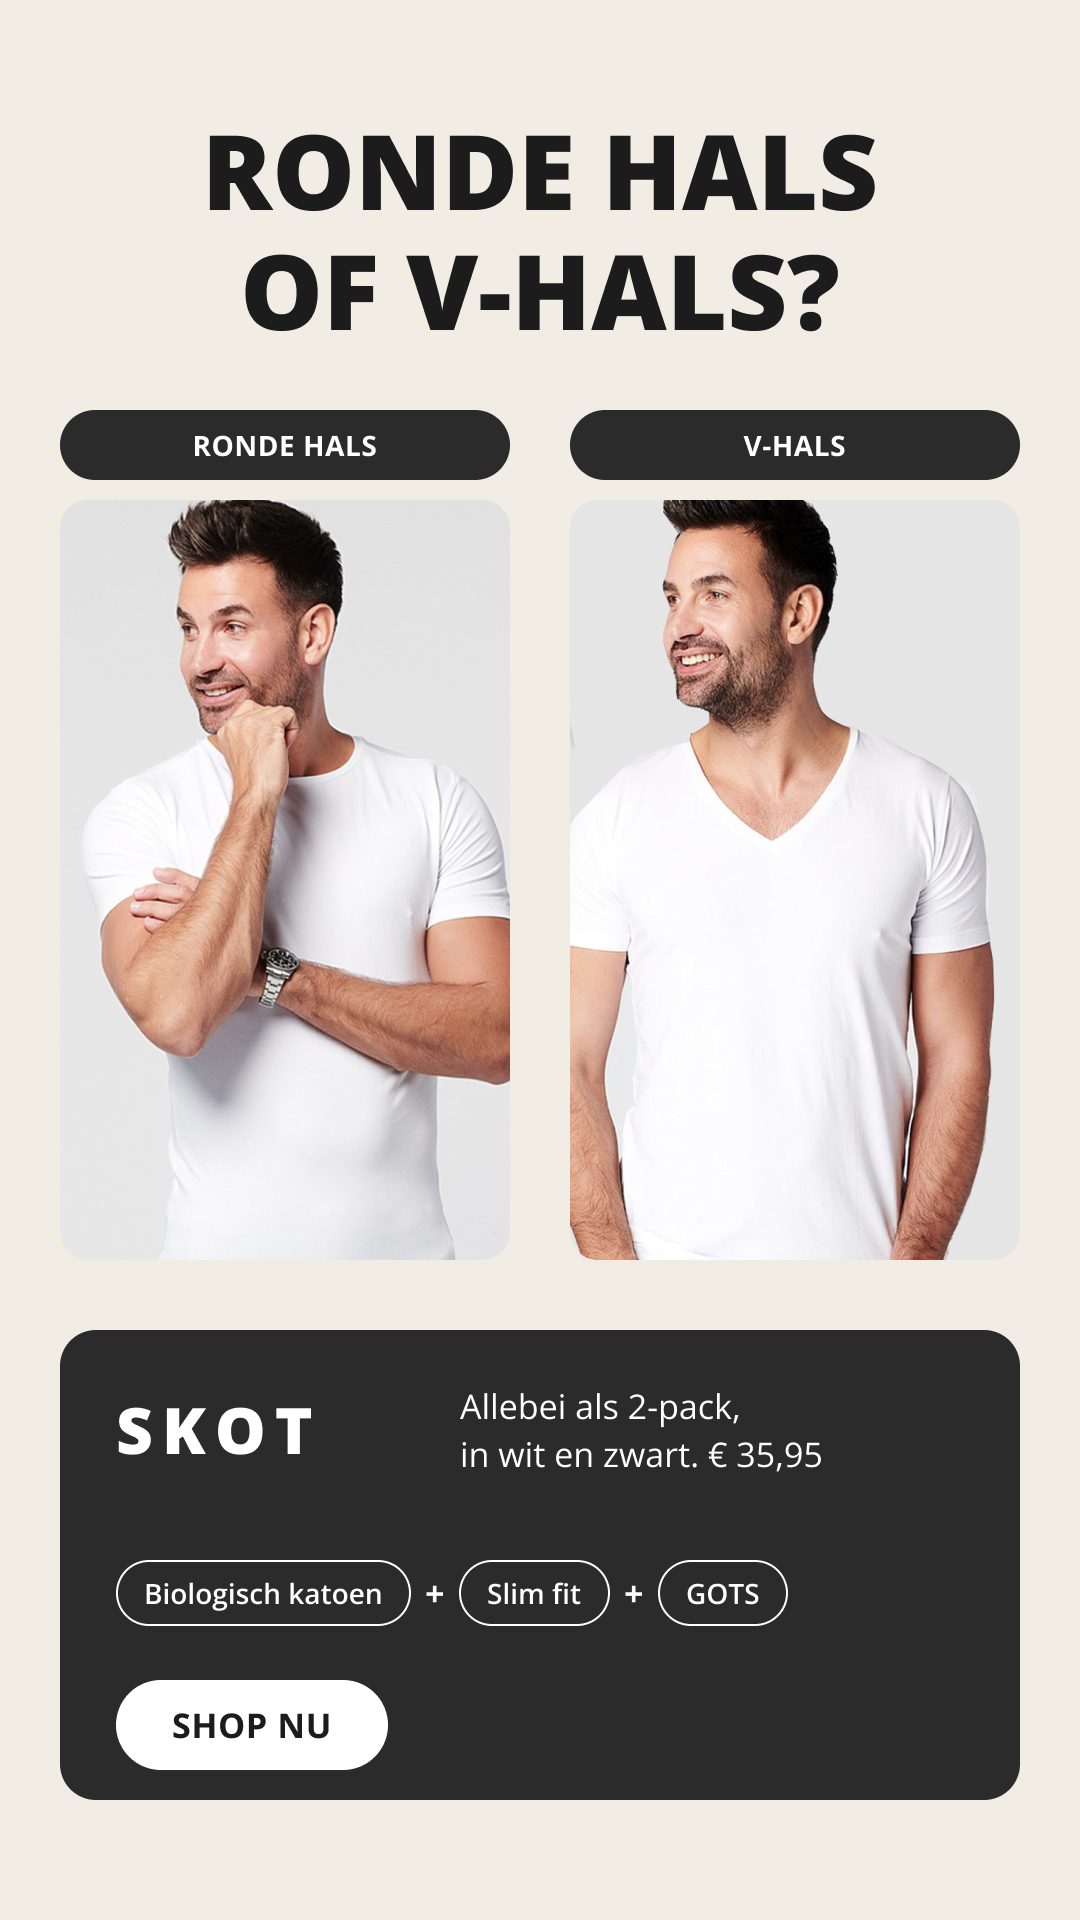 RONDE HALS
OF V-HALS?
RONDE HALS
V-HALS
SKOT
Allebei als 2-pack,
in wit en zwart. € 35,95
Biologisch katoen + Slim fit + GOTS
SHOP NU